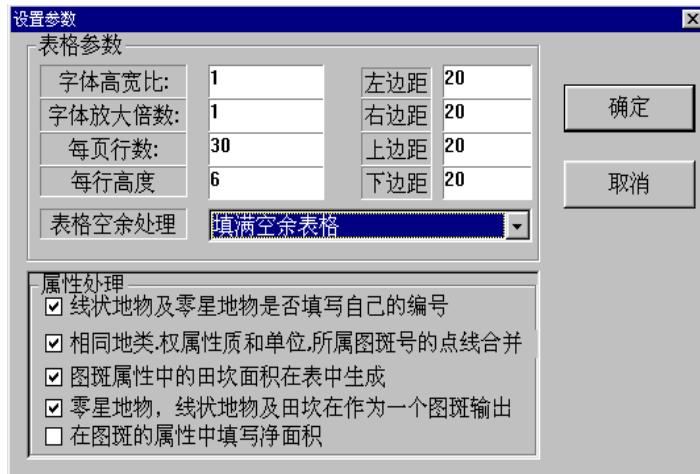 设置参数
表格参数
字体高宽比: 1 左边距 20
字体放大倍数: 1 右边距 20
每页行数: 30 上边距 20
每行高度 6 下边距 20
表格空余处理 填满空余表格
确定
取消
属性处理
线状地物及零星地物是否填写自己的编号
相同地类.权属性质和单位,所属图斑号的点线合并
图斑属性中的田坎面积在表中生成
零星地物，线状地物及田坎在作为一个图斑输出
在图斑的属性中填写净面积